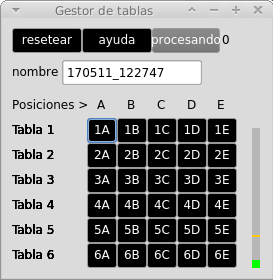 Gestor de tablas
resetear ayuda procesando 0
nombre 170511_122747
Posiciones > A B C D E
Tabla 1 1A 1B 1C 1D 1E
Tabla 2 2A 2B 2C 2D 2E
Tabla 3 3A 3B 3C 3D 3E
Tabla 4 4A 4B 4C 4D 4E
Tabla 5 5A 5B 5C 5D 5E
Tabla 6 6A 6B 6C 6D 6E